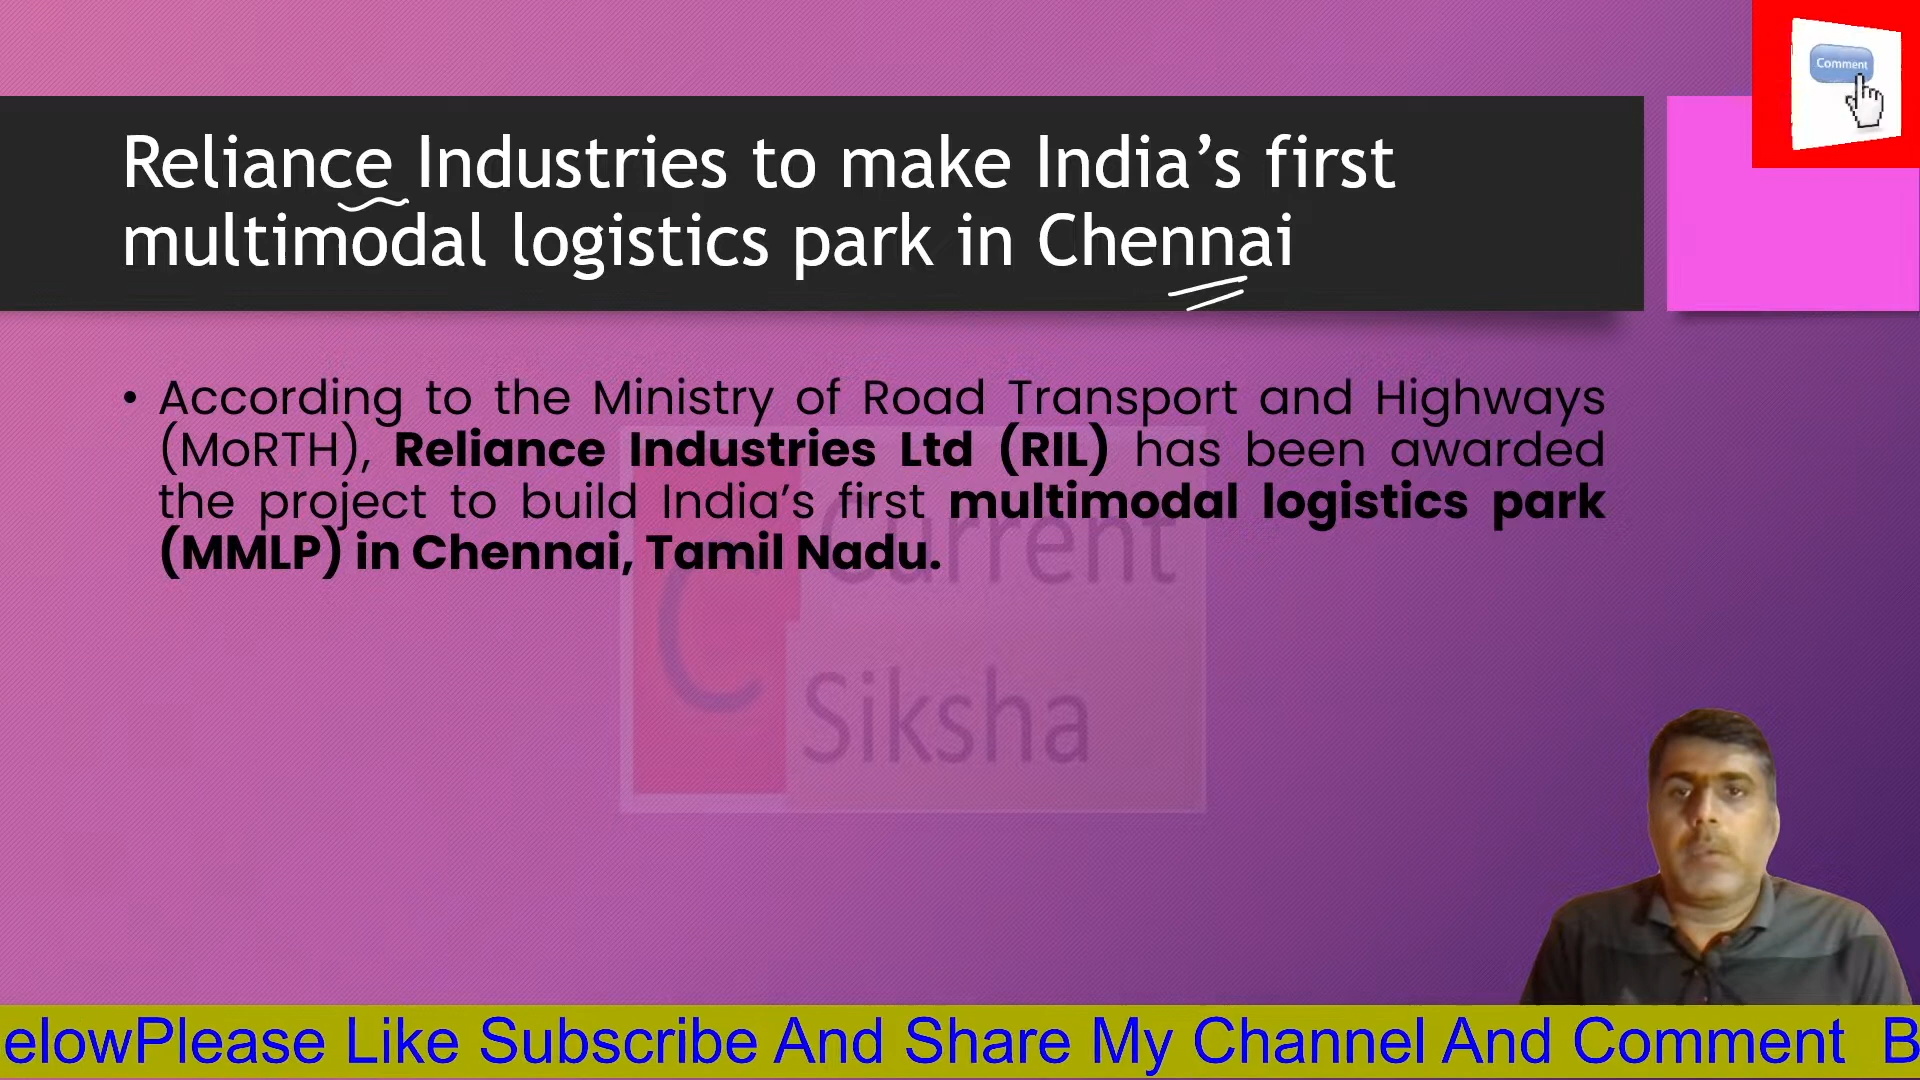 Comment
Reliance Industries to make India’s first
multimodal logistics park in Chennai
• According to the Ministry of Road Transport and Highways
(MoRTH), Reliance Industries Ltd (RIL) has been awarded
the project to build India’s first multimodal logistics park
(MMLP) in Chennai, Tamil Nadu.
C Current
Siksha
elowPlease Like Subscribe And Share My Channel And Comment B